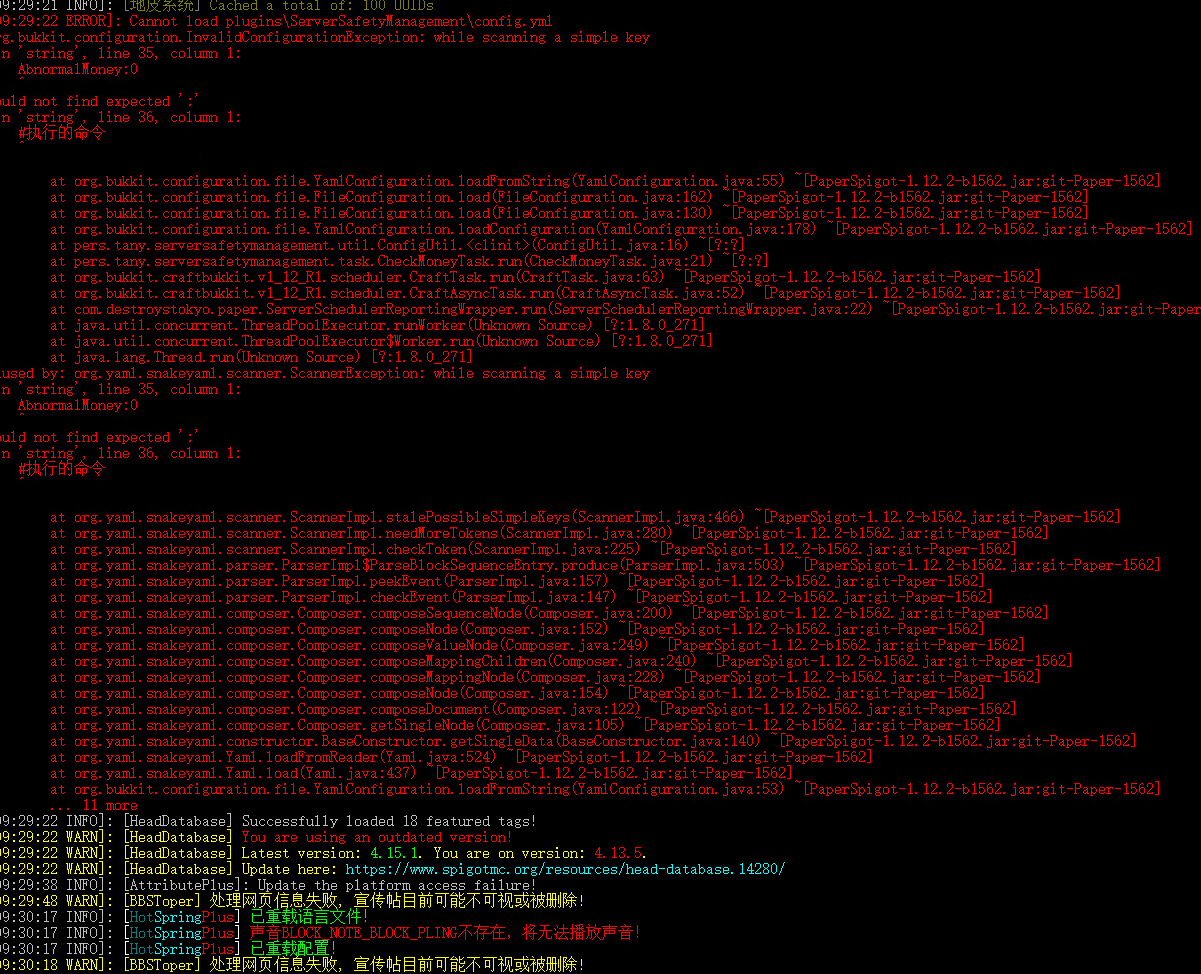 09:29:21 INFO]: [地皮系统] Cached a total of: 100 UUIDs
09:29:22 ERROR]: Cannot load plugins\ServerSafetyManagement\config.yml
rg.bukkit.configuration.InvalidConfigurationException: while scanning a simple key
n 'string', line 35, column 1:
AbnormalMoney:0
^
ould not find expected ':'
n 'string', line 36, column 1:
#执行的命令
^
at org.bukkit.configuration.file.YamlConfiguration.loadFromString(YamlConfiguration.java:55) ~[PaperSpigot-1.12.2-b1562.jar:git-Paper-1562]
at org.bukkit.configuration.file.FileConfiguration.load(FileConfiguration.java:162) ~[PaperSpigot-1.12.2-b1562.jar:git-Paper-1562]
at org.bukkit.configuration.file.FileConfiguration.load(FileConfiguration.java:130) ~[PaperSpigot-1.12.2-b1562.jar:git-Paper-1562]
at org.bukkit.configuration.file.YamlConfiguration.loadConfiguration(YamlConfiguration.java:178) ~[PaperSpigot-1.12.2-b1562.jar:git-Paper-1562]
at pers.tany.serversafetymanagement.util.ConfigUtil.<clinit>(ConfigUtil.java:16) ~[?:?]
at pers.tany.serversafetymanagement.task.CheckMoneyTask.run(CheckMoneyTask.java:21) ~[?:?]
at org.bukkit.craftbukkit.v1_12_R1.scheduler.CraftTask.run(CraftTask.java:63) ~[PaperSpigot-1.12.2-b1562.jar:git-Paper-1562]
at org.bukkit.craftbukkit.v1_12_R1.scheduler.CraftAsyncTask.run(CraftAsyncTask.java:52) ~[PaperSpigot-1.12.2-b1562.jar:git-Paper-1562]
at com.destroystokyo.paper.ServerSchedulerReportingWrapper.run(ServerSchedulerReportingWrapper.java:22) ~[PaperSpigot-1.12.2-b1562.jar:git-Paper
at java.util.concurrent.ThreadPoolExecutor.runWorker(Unknown Source) [?:1.8.0_271]
at java.util.concurrent.ThreadPoolExecutor$Worker.run(Unknown Source) [?:1.8.0_271]
at java.lang.Thread.run(Unknown Source) [?:1.8.0_271]
used by: org.yaml.snakeyaml.scanner.ScannerException: while scanning a simple key
n 'string', line 35, column 1:
AbnormalMoney:0
^
ould not find expected ':'
n 'string', line 36, column 1:
#执行的命令
^
at org.yaml.snakeyaml.scanner.ScannerImpl.stalePossibleSimpleKeys(ScannerImpl.java:466) ~[PaperSpigot-1.12.2-b1562.jar:git-Paper-1562]
at org.yaml.snakeyaml.scanner.ScannerImpl.needMoreTokens(ScannerImpl.java:280) ~[PaperSpigot-1.12.2-b1562.jar:git-Paper-1562]
at org.yaml.snakeyaml.scanner.ScannerImpl.checkToken(ScannerImpl.java:225) ~[PaperSpigot-1.12.2-b1562.jar:git-Paper-1562]
at org.yaml.snakeyaml.parser.ParserImpl$ParseBlockSequenceEntry.produce(ParserImpl.java:503) ~[PaperSpigot-1.12.2-b1562.jar:git-Paper-1562]
at org.yaml.snakeyaml.parser.ParserImpl.peekEvent(ParserImpl.java:157) ~[PaperSpigot-1.12.2-b1562.jar:git-Paper-1562]
at org.yaml.snakeyaml.parser.ParserImpl.checkEvent(ParserImpl.java:147) ~[PaperSpigot-1.12.2-b1562.jar:git-Paper-1562]
at org.yaml.snakeyaml.composer.Composer.composeSequenceNode(Composer.java:200) ~[PaperSpigot-1.12.2-b1562.jar:git-Paper-1562]
at org.yaml.snakeyaml.composer.Composer.composeNode(Composer.java:152) ~[PaperSpigot-1.12.2-b1562.jar:git-Paper-1562]
at org.yaml.snakeyaml.composer.Composer.composeValueNode(Composer.java:249) ~[PaperSpigot-1.12.2-b1562.jar:git-Paper-1562]
at org.yaml.snakeyaml.composer.Composer.composeMappingChildren(Composer.java:240) ~[PaperSpigot-1.12.2-b1562.jar:git-Paper-1562]
at org.yaml.snakeyaml.composer.Composer.composeMappingNode(Composer.java:228) ~[PaperSpigot-1.12.2-b1562.jar:git-Paper-1562]
at org.yaml.snakeyaml.composer.Composer.composeNode(Composer.java:154) ~[PaperSpigot-1.12.2-b1562.jar:git-Paper-1562]
at org.yaml.snakeyaml.composer.Composer.composeDocument(Composer.java:122) ~[PaperSpigot-1.12.2-b1562.jar:git-Paper-1562]
at org.yaml.snakeyaml.composer.Composer.getSingleNode(Composer.java:105) ~[PaperSpigot-1.12.2-b1562.jar:git-Paper-1562]
at org.yaml.snakeyaml.constructor.BaseConstructor.getSingleData(BaseConstructor.java:140) ~[PaperSpigot-1.12.2-b1562.jar:git-Paper-1562]
at org.yaml.snakeyaml.Yaml.loadFromReader(Yaml.java:524) ~[PaperSpigot-1.12.2-b1562.jar:git-Paper-1562]
at org.yaml.snakeyaml.Yaml.load(Yaml.java:437) ~[PaperSpigot-1.12.2-b1562.jar:git-Paper-1562]
at org.bukkit.configuration.file.YamlConfiguration.loadFromString(YamlConfiguration.java:53) ~[PaperSpigot-1.12.2-b1562.jar:git-Paper-1562]
... 11 more
09:29:22 INFO]: [HeadDatabase] Successfully loaded 18 featured tags!
09:29:22 WARN]: [HeadDatabase] You are using an outdated version!
09:29:22 WARN]: [HeadDatabase] Latest version: 4.15.1. You are on version: 4.13.5.
09:29:22 WARN]: [HeadDatabase] Update here: https://www.spigotmc.org/resources/head-database.14280/
09:29:38 INFO]: [AttributePlus]: Update the platform access failure!
09:29:48 WARN]: [BBSToper] 处理网页信息失败, 宣传帖目前可能不可视或被删除!
09:30:17 INFO]: [HotSpringPlus] 已重载语言文件!
09:30:17 INFO]: [HotSpringPlus] 声音BLOCK_NOTE_BLOCK_PLING不存在, 将无法播放声音!
09:30:17 INFO]: [HotSpringPlus] 已重载配置!
09:30:18 WARN]: [BBSToper] 处理网页信息失败, 宣传帖目前可能不可视或被删除!